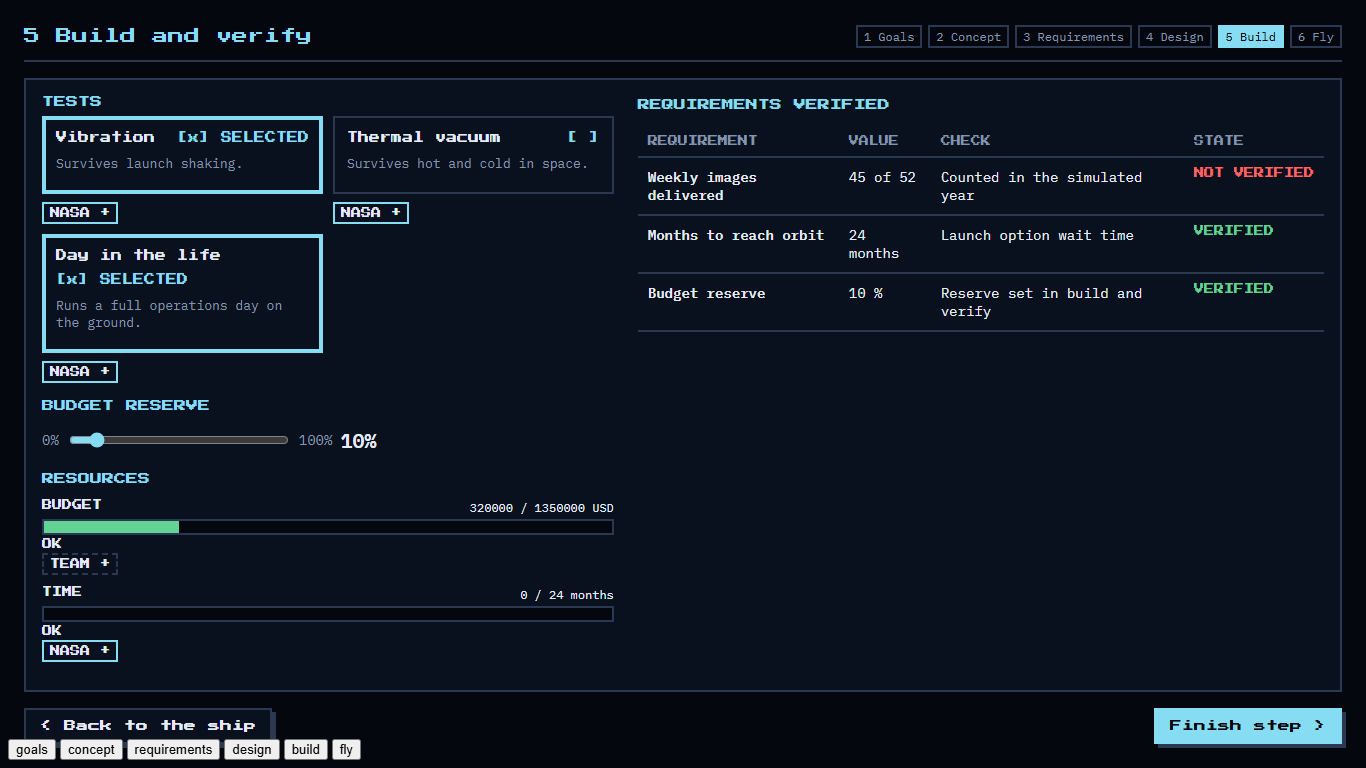 5 Build and verify
1 Goals
2 Concept
3 Requirements
4 Design
5 Build
6 Fly
TESTS
Vibration [x] SELECTED
Survives launch shaking.
NASA +
Thermal vacuum [ ]
Survives hot and cold in space.
NASA +
Day in the life
[x] SELECTED
Runs a full operations day on
the ground.
NASA +
BUDGET RESERVE
0% 100% 10%
RESOURCES
BUDGET 320000 / 1350000 USD
OK
TEAM +
TIME 0 / 24 months
OK
NASA +
REQUIREMENTS VERIFIED
REQUIREMENT VALUE CHECK STATE
Weekly images 45 of 52 Counted in the simulated NOT VERIFIED
delivered year
Months to reach orbit 24 Launch option wait time VERIFIED
months
Budget reserve 10 % Reserve set in build and VERIFIED
verify
< Back to the ship
Finish step >
goals concept requirements design build fly